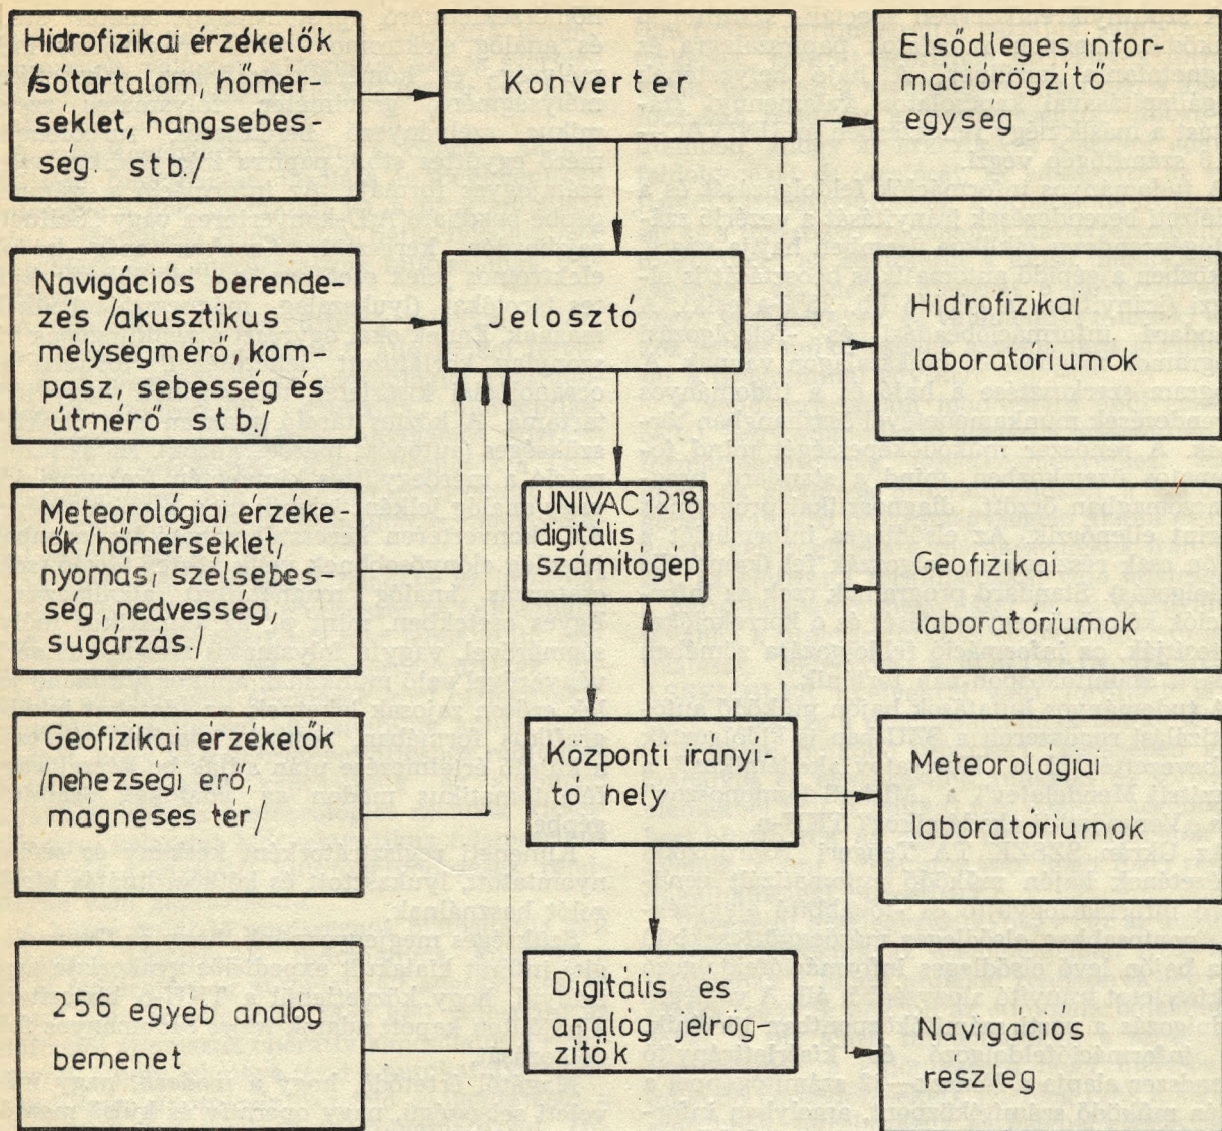 Hidrofizikai érzékelők
/sótartalom, hőmér-
séklet, hangsebes-
ség. stb./
Konverter
Elsődleges infor-
mációrögzítő
egység
Navigációs berende-
zés /akusztikus
mélységmérő, kom-
pasz, sebesség és
útmérő stb./
Jelosztó
Hidrofizikai
laboratóriumok
Meteorológiai érzéke-
lők /hőmérséklet,
nyomás, szélsebes-
ség, nedvesség,
sugárzás./
UNIVAC 1218
digitális
számítógép
Geofizikai
laboratóriumok
Geofizikai érzékelők
/nehezségi erő,
mágneses tér/
Központi irányí-
tó hely
Meteorologiai
laboratóriumok
256 egyeb analóg
bemenet
Digitális és
analóg jelrög-
zítők
Navigációs
részleg